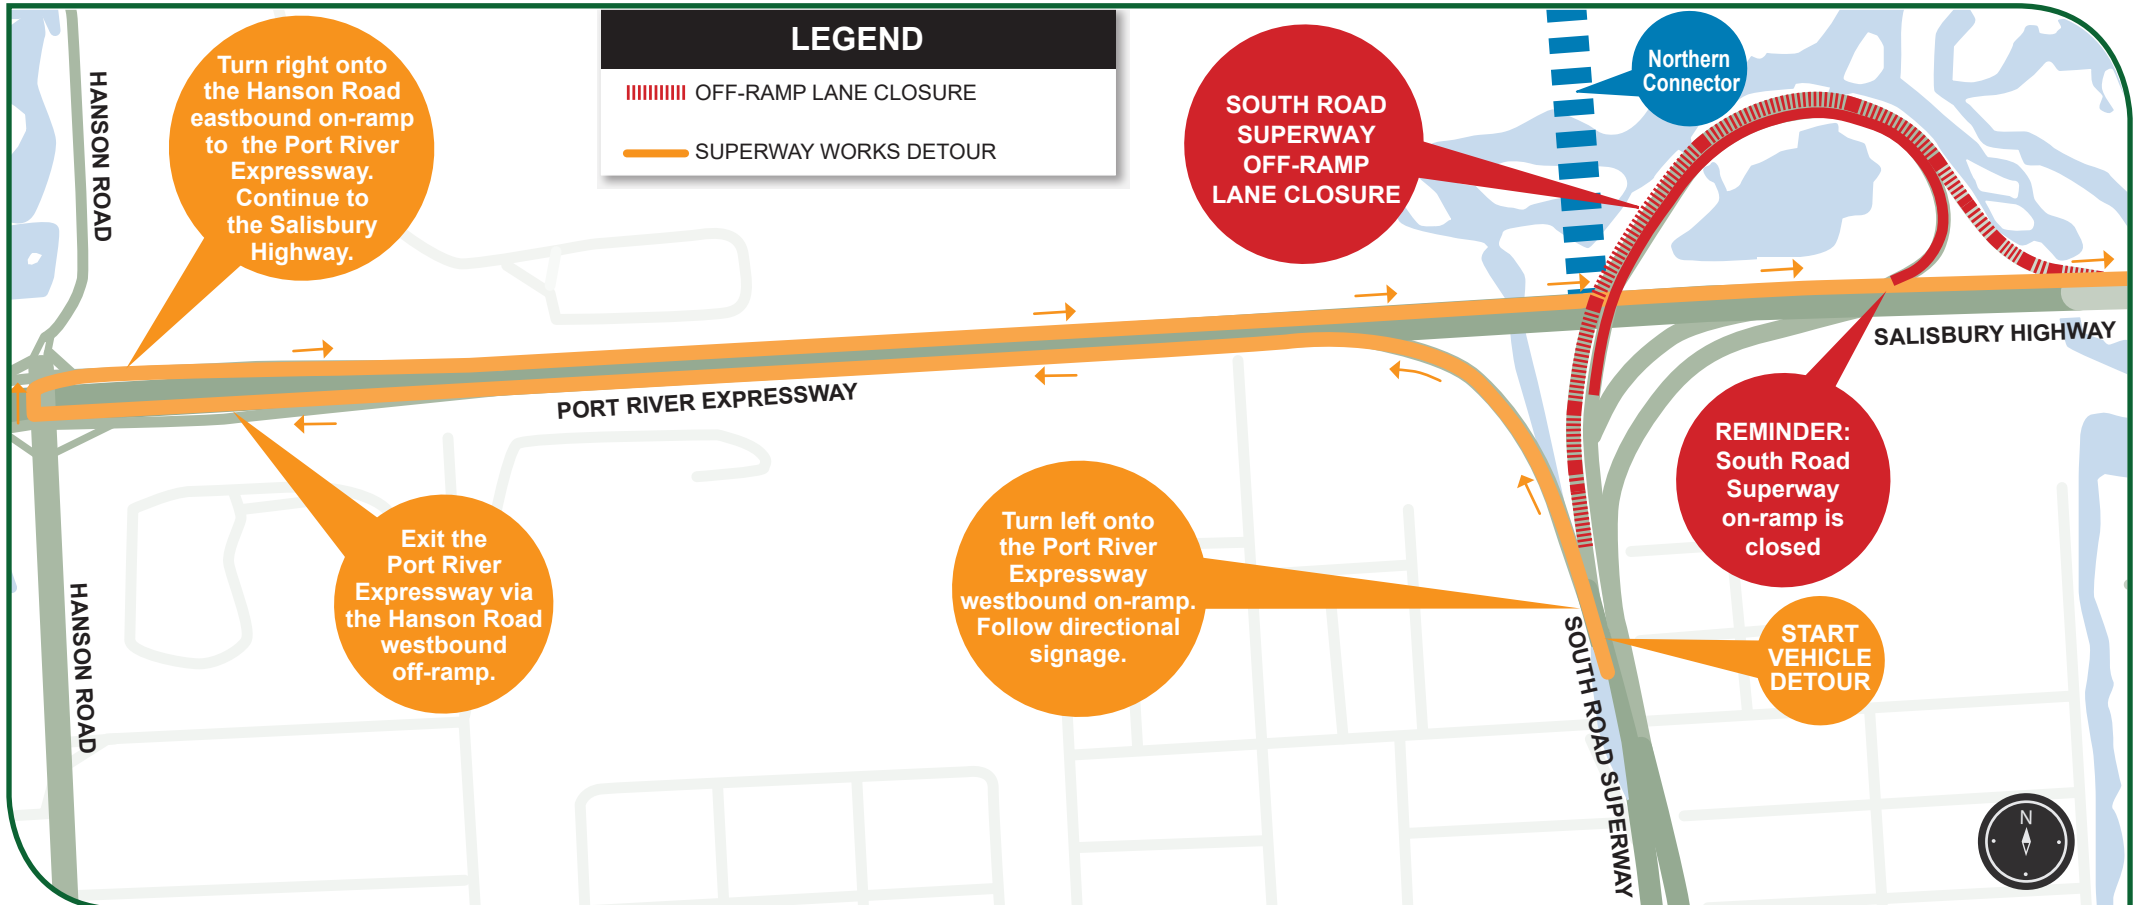 HANSON ROAD
Turn right onto
the Hanson Road
eastbound on-ramp
to the Port River
Expressway.
Continue to
the Salisbury
Highway.
LEGEND
OFF-RAMP LANE CLOSURE
SUPERWAY WORKS DETOUR
SOUTH ROAD
SUPERWAY
OFF-RAMP
LANE CLOSURE
Northern
Connector
SALISBURY HIGHWAY
PORT RIVER EXPRESSWAY
REMINDER:
South Road
Superway
on-ramp is
closed
Exit the
Port River
Expressway via
the Hanson Road
westbound
off-ramp.
Turn left onto
the Port River
Expressway
westbound on-ramp.
Follow directional
signage.
START
VEHICLE
DETOUR
HANSON ROAD
SOUTH ROAD SUPERWAY
N